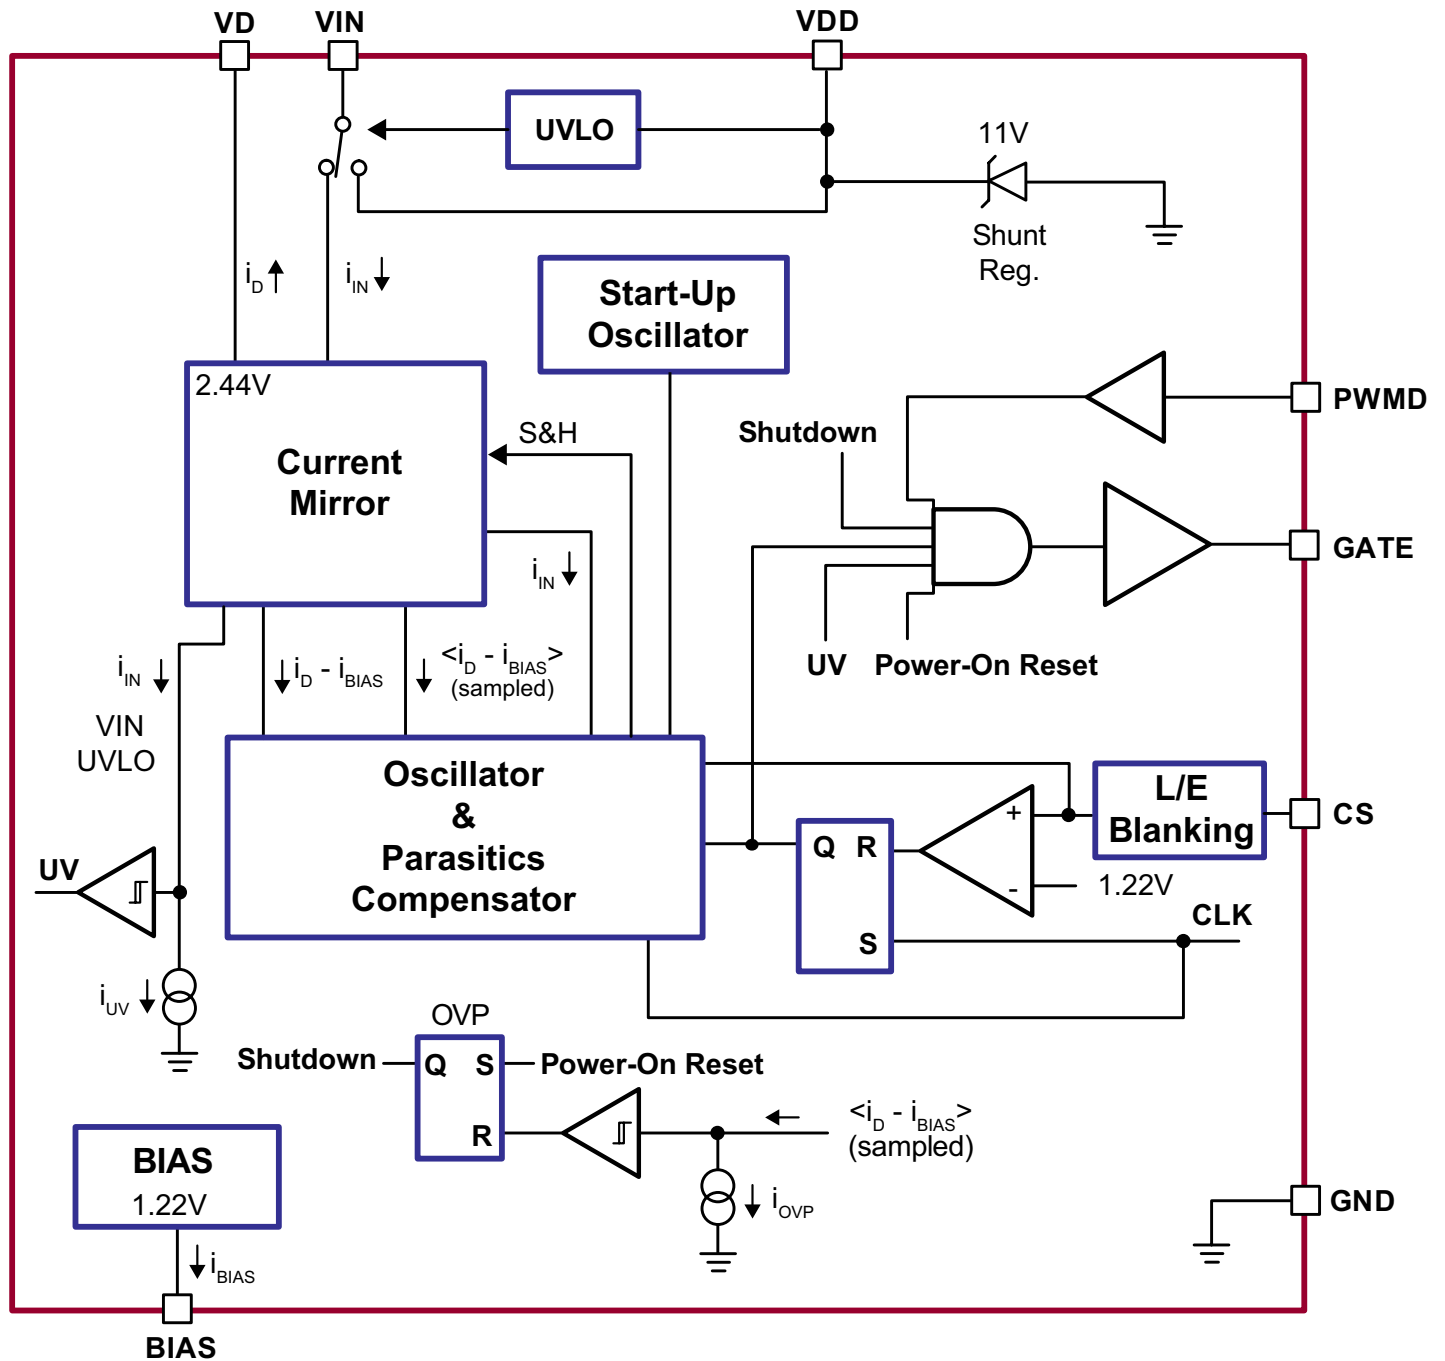 VD
VIN
VDD
UVLO
11V
Shunt
Reg.
iD
iIN
Start-Up
Oscillator
2.44V
Current
Mirror
S&H
iIN
PWMD
Shutdown
GATE
UV
Power-On Reset
iIN
VIN
UVLO
iD - iBIAS
<iD - iBIAS>
(sampled)
Oscillator
&
Parasitics
Compensator
L/E
Blanking
CS
+
-
1.22V
Q
R
S
CLK
UV
iUV
OVP
Shutdown
Q
S
R
Power-On Reset
<iD - iBIAS>
(sampled)
iOVP
BIAS
1.22V
iBIAS
BIAS
GND